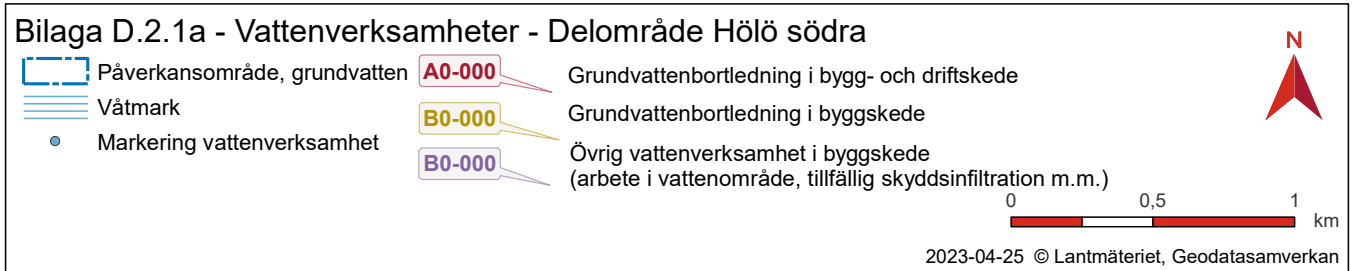 Bilaga D.2.1a - Vattenverksamheter - Delområde Hölö södra
Påverkansområde, grundvatten
Våtmark
Markering vattenverksamhet
A0-000 Grundvattenbortledning i bygg- och driftskede
B0-000 Grundvattenbortledning i byggskede
B0-000 Övrig vattenverksamhet i byggskede
(arbete i vattenområde, tillfällig skyddsinfiltration m.m.)
N
0 0,5 1
km
2023-04-25 © Lantmäteriet, Geodatasamverkan